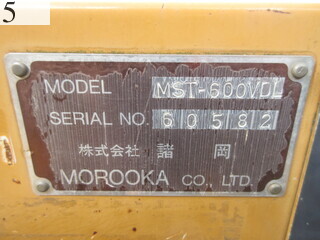 5
MODEL MST-600VDL
SERIAL NO. 60582
株式会社 諸岡
MOROOKA CO., LTD.